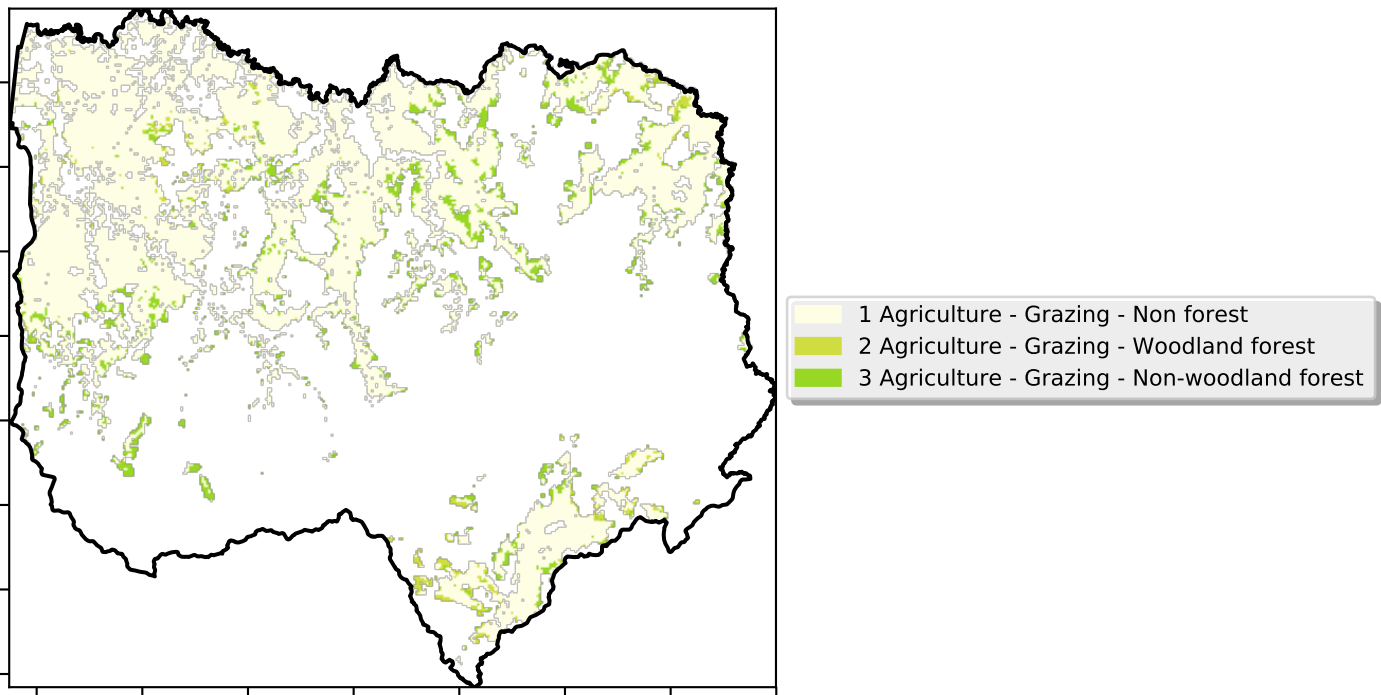 1 Agriculture - Grazing - Non forest
2 Agriculture - Grazing - Woodland forest
3 Agriculture - Grazing - Non-woodland forest